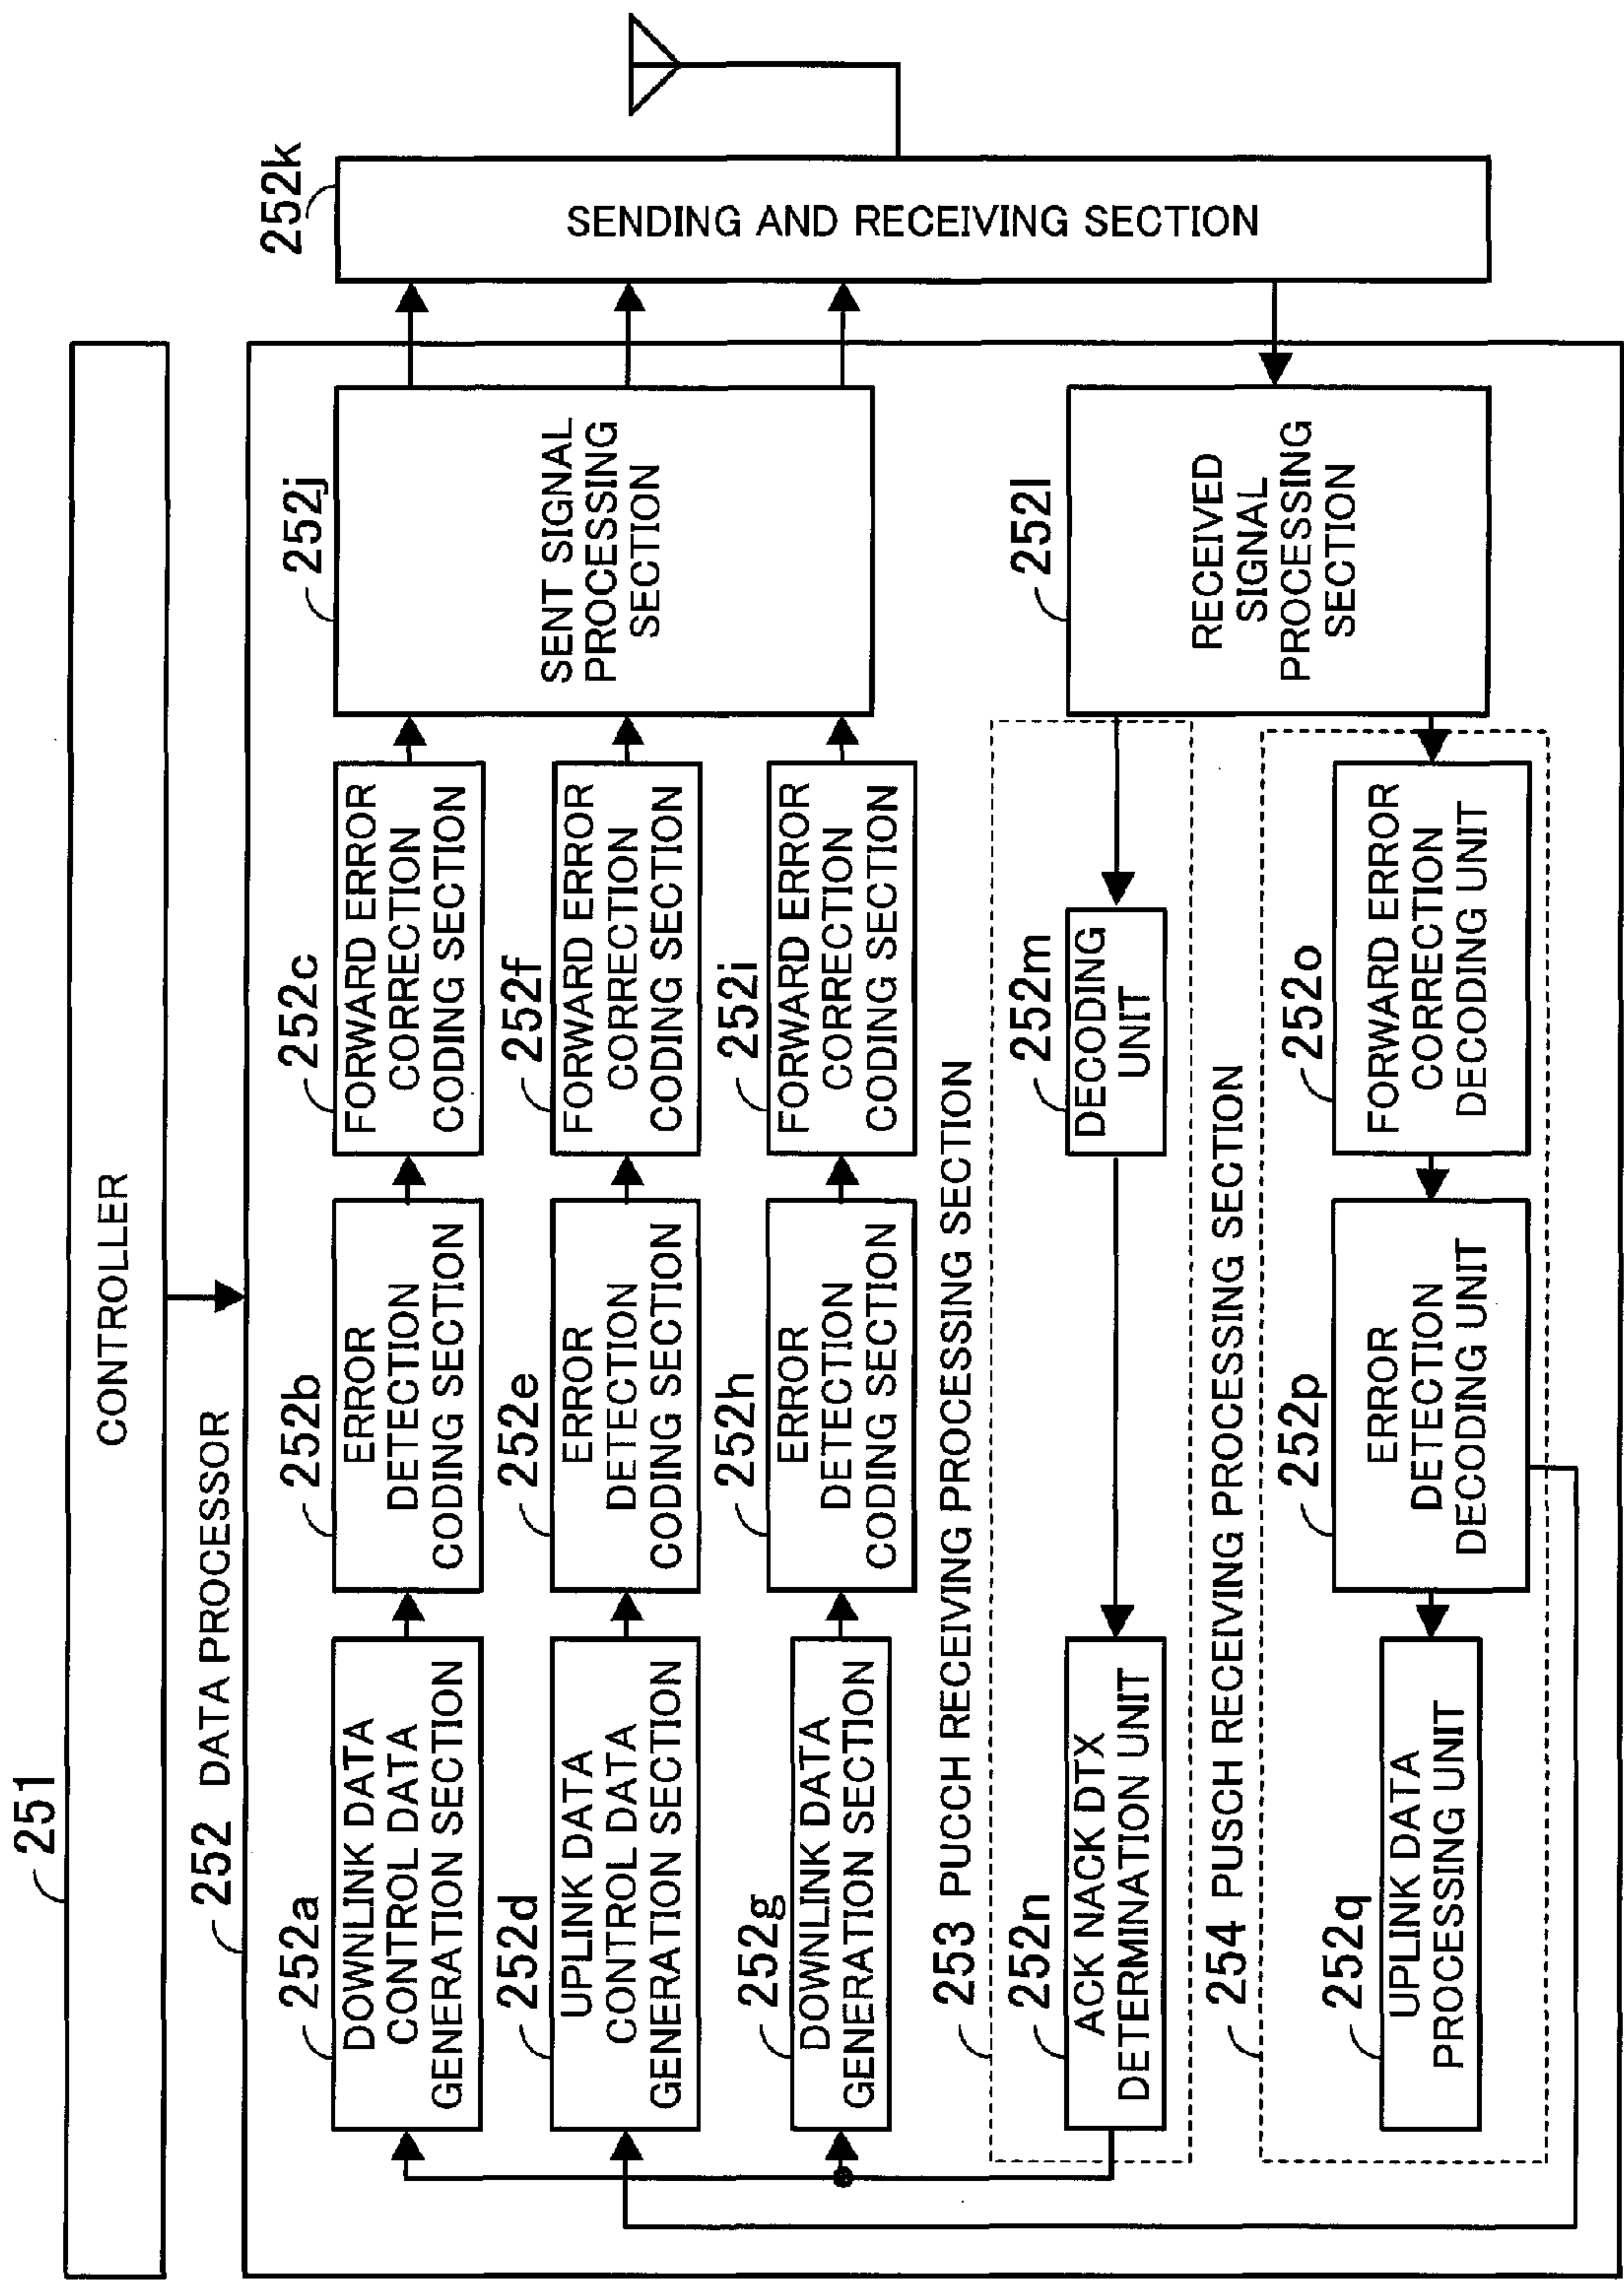 251
CONTROLLER
252 DATA PROCESSOR
252a
DOWNLINK DATA
CONTROL DATA
GENERATION SECTION
252b
ERROR
DETECTION
CODING SECTION
252c
FORWARD ERROR
CORRECTION
CODING SECTION
252j
SENT SIGNAL
PROCESSING
SECTION
252k
SENDING AND RECEIVING SECTION
252d
UPLINK DATA
CONTROL DATA
GENERATION SECTION
252e
ERROR
DETECTION
CODING SECTION
252f
FORWARD ERROR
CORRECTION
CODING SECTION
252g
DOWNLINK DATA
GENERATION SECTION
252h
ERROR
DETECTION
CODING SECTION
252i
FORWARD ERROR
CORRECTION
CODING SECTION
253 PUCCH RECEIVING PROCESSING SECTION
252n
ACK NACK DTX
DETERMINATION UNIT
252m
DECODING
UNIT
252l
RECEIVED
SIGNAL
PROCESSING
SECTION
254 PUSCH RECEIVING PROCESSING SECTION
252q
UPLINK DATA
PROCESSING UNIT
252p
ERROR
DETECTION
DECODING UNIT
252o
FORWARD ERROR
CORRECTION
DECODING UNIT